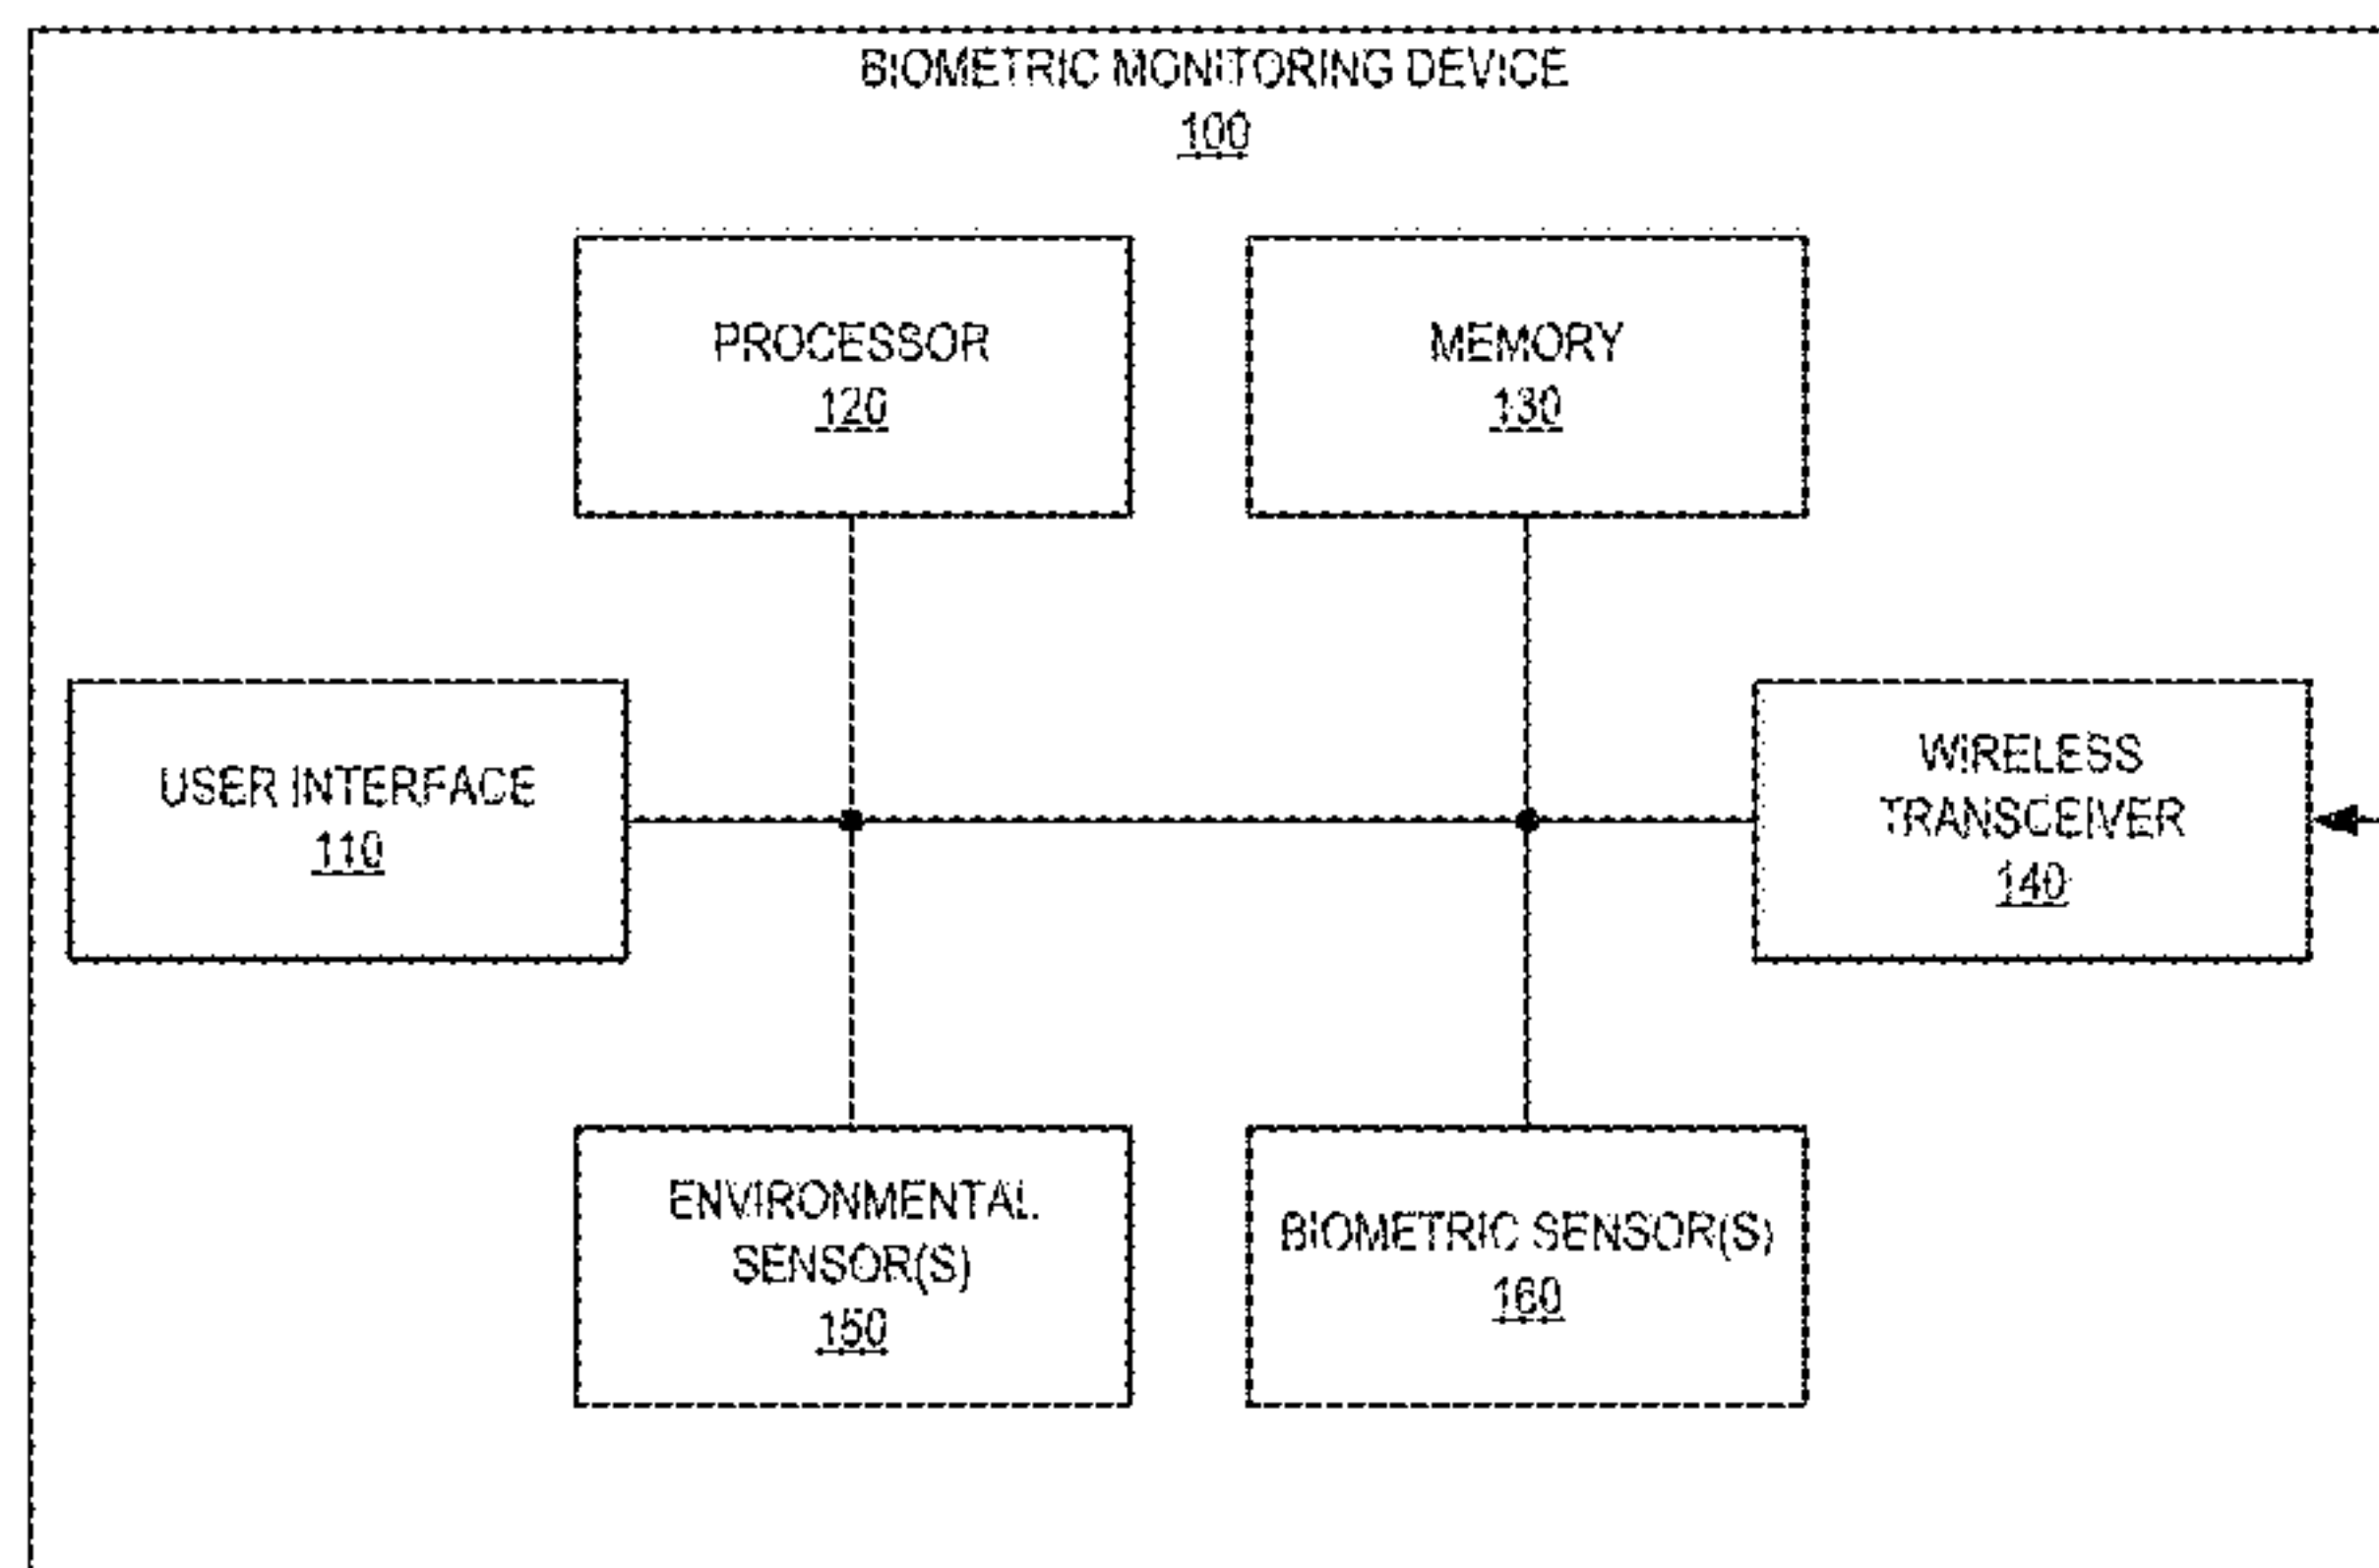 BIOMETRIC MONITORING DEVICE
100
PROCESSOR
120
MEMORY
130
USER INTERFACE
110
WIRELESS
TRANSCEIVER
140
ENVIRONMENTAL
SENSOR(S)
150
BIOMETRIC SENSOR(S)
160